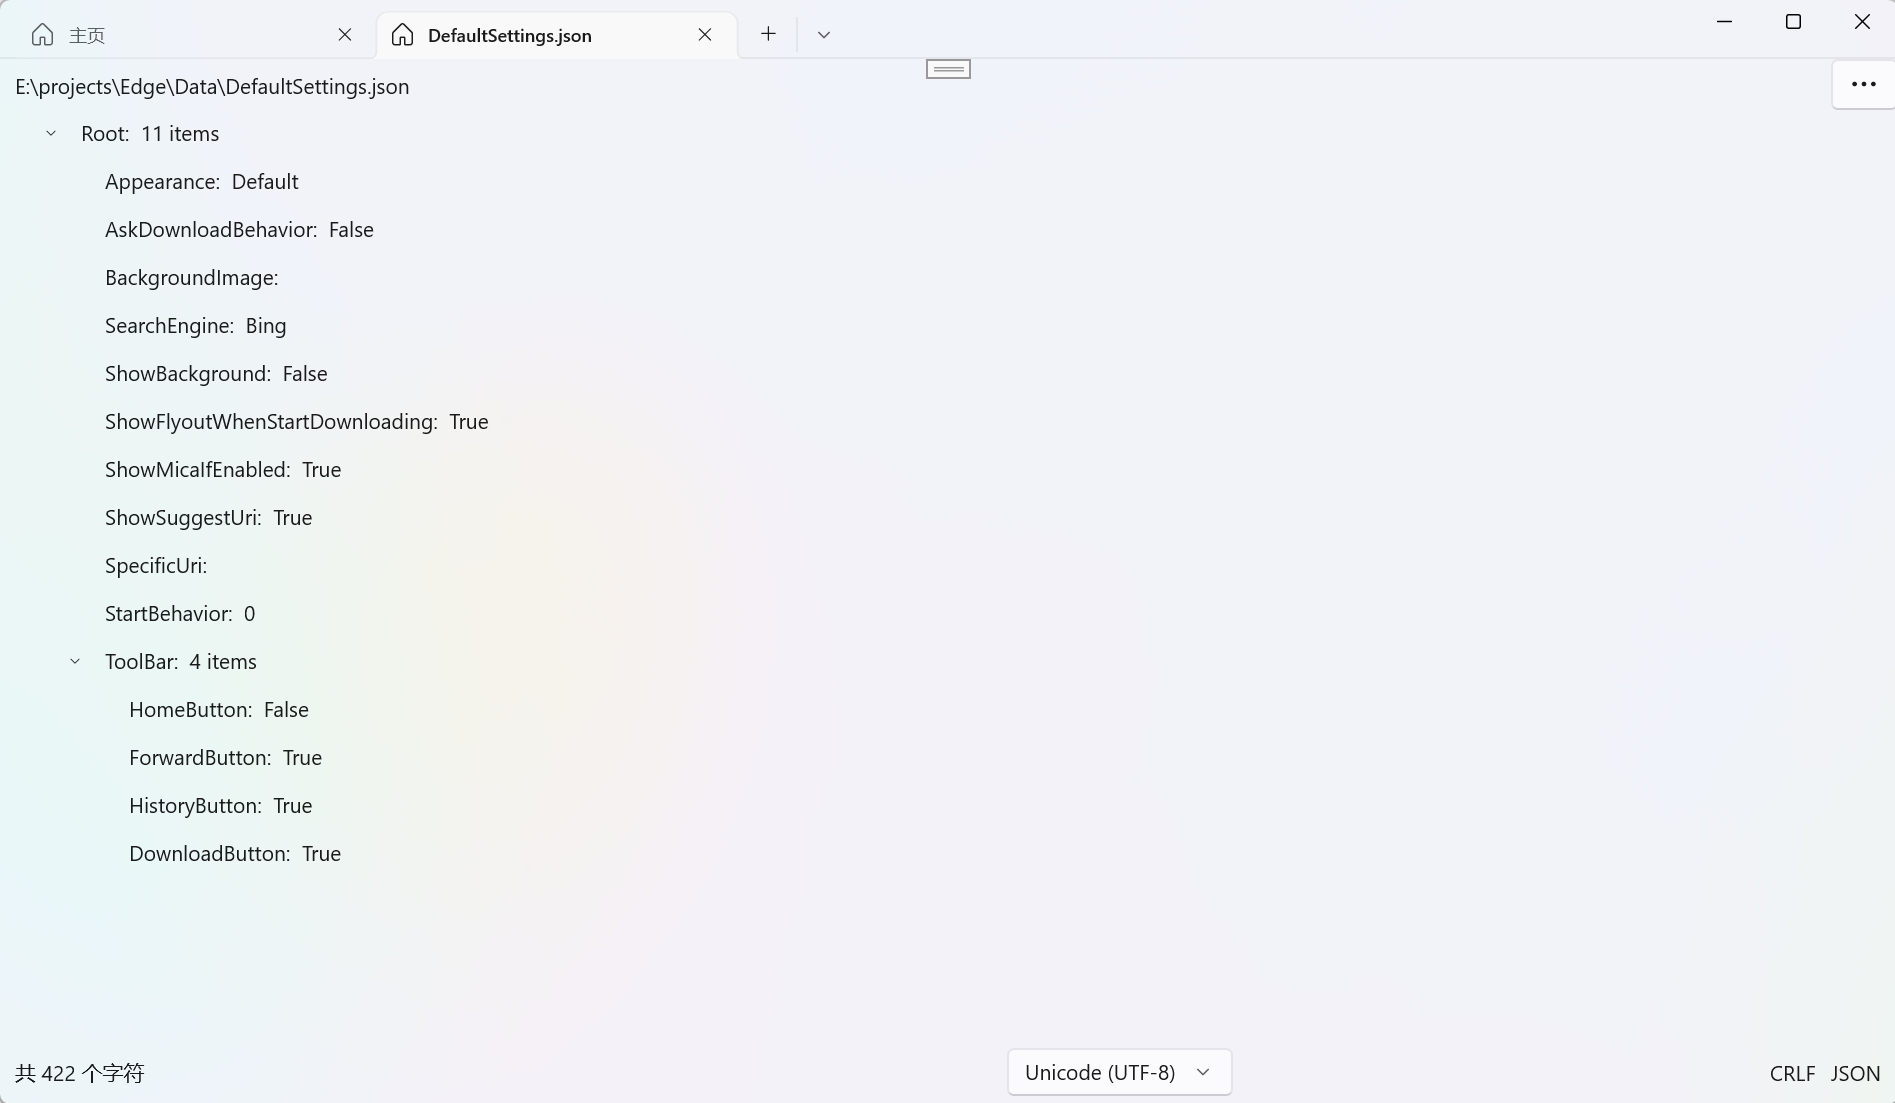 主页
DefaultSettings.json
E:\projects\Edge\Data\DefaultSettings.json
Root: 11 items
Appearance: Default
AskDownloadBehavior: False
BackgroundImage:
SearchEngine: Bing
ShowBackground: False
ShowFlyoutWhenStartDownloading: True
ShowMicaIfEnabled: True
ShowSuggestUri: True
SpecificUri:
StartBehavior: 0
ToolBar: 4 items
HomeButton: False
ForwardButton: True
HistoryButton: True
DownloadButton: True
共 422 个字符
Unicode (UTF-8)
CRLF JSON